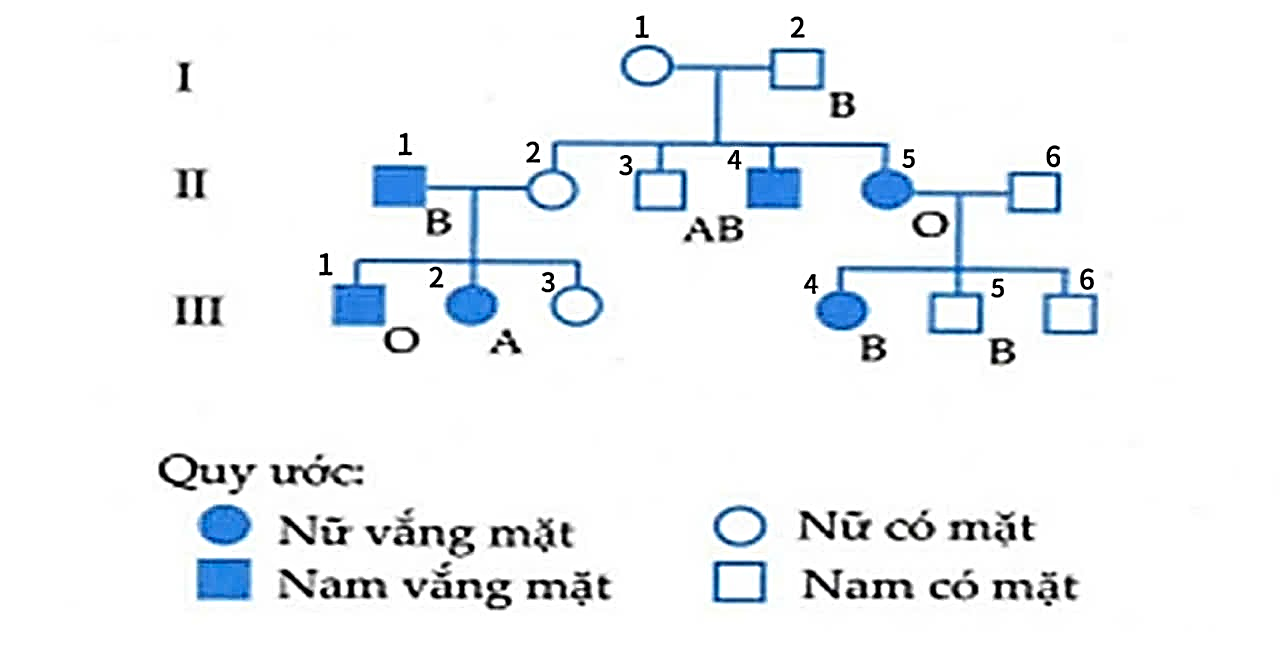 1 2
I
B
1 2 3 4 5 6
II
B AB O
1 2 3 4 5 6
III
O A B B
Quy ước:
Nữ vắng mặt Nữ có mặt
Nam vắng mặt Nam có mặt